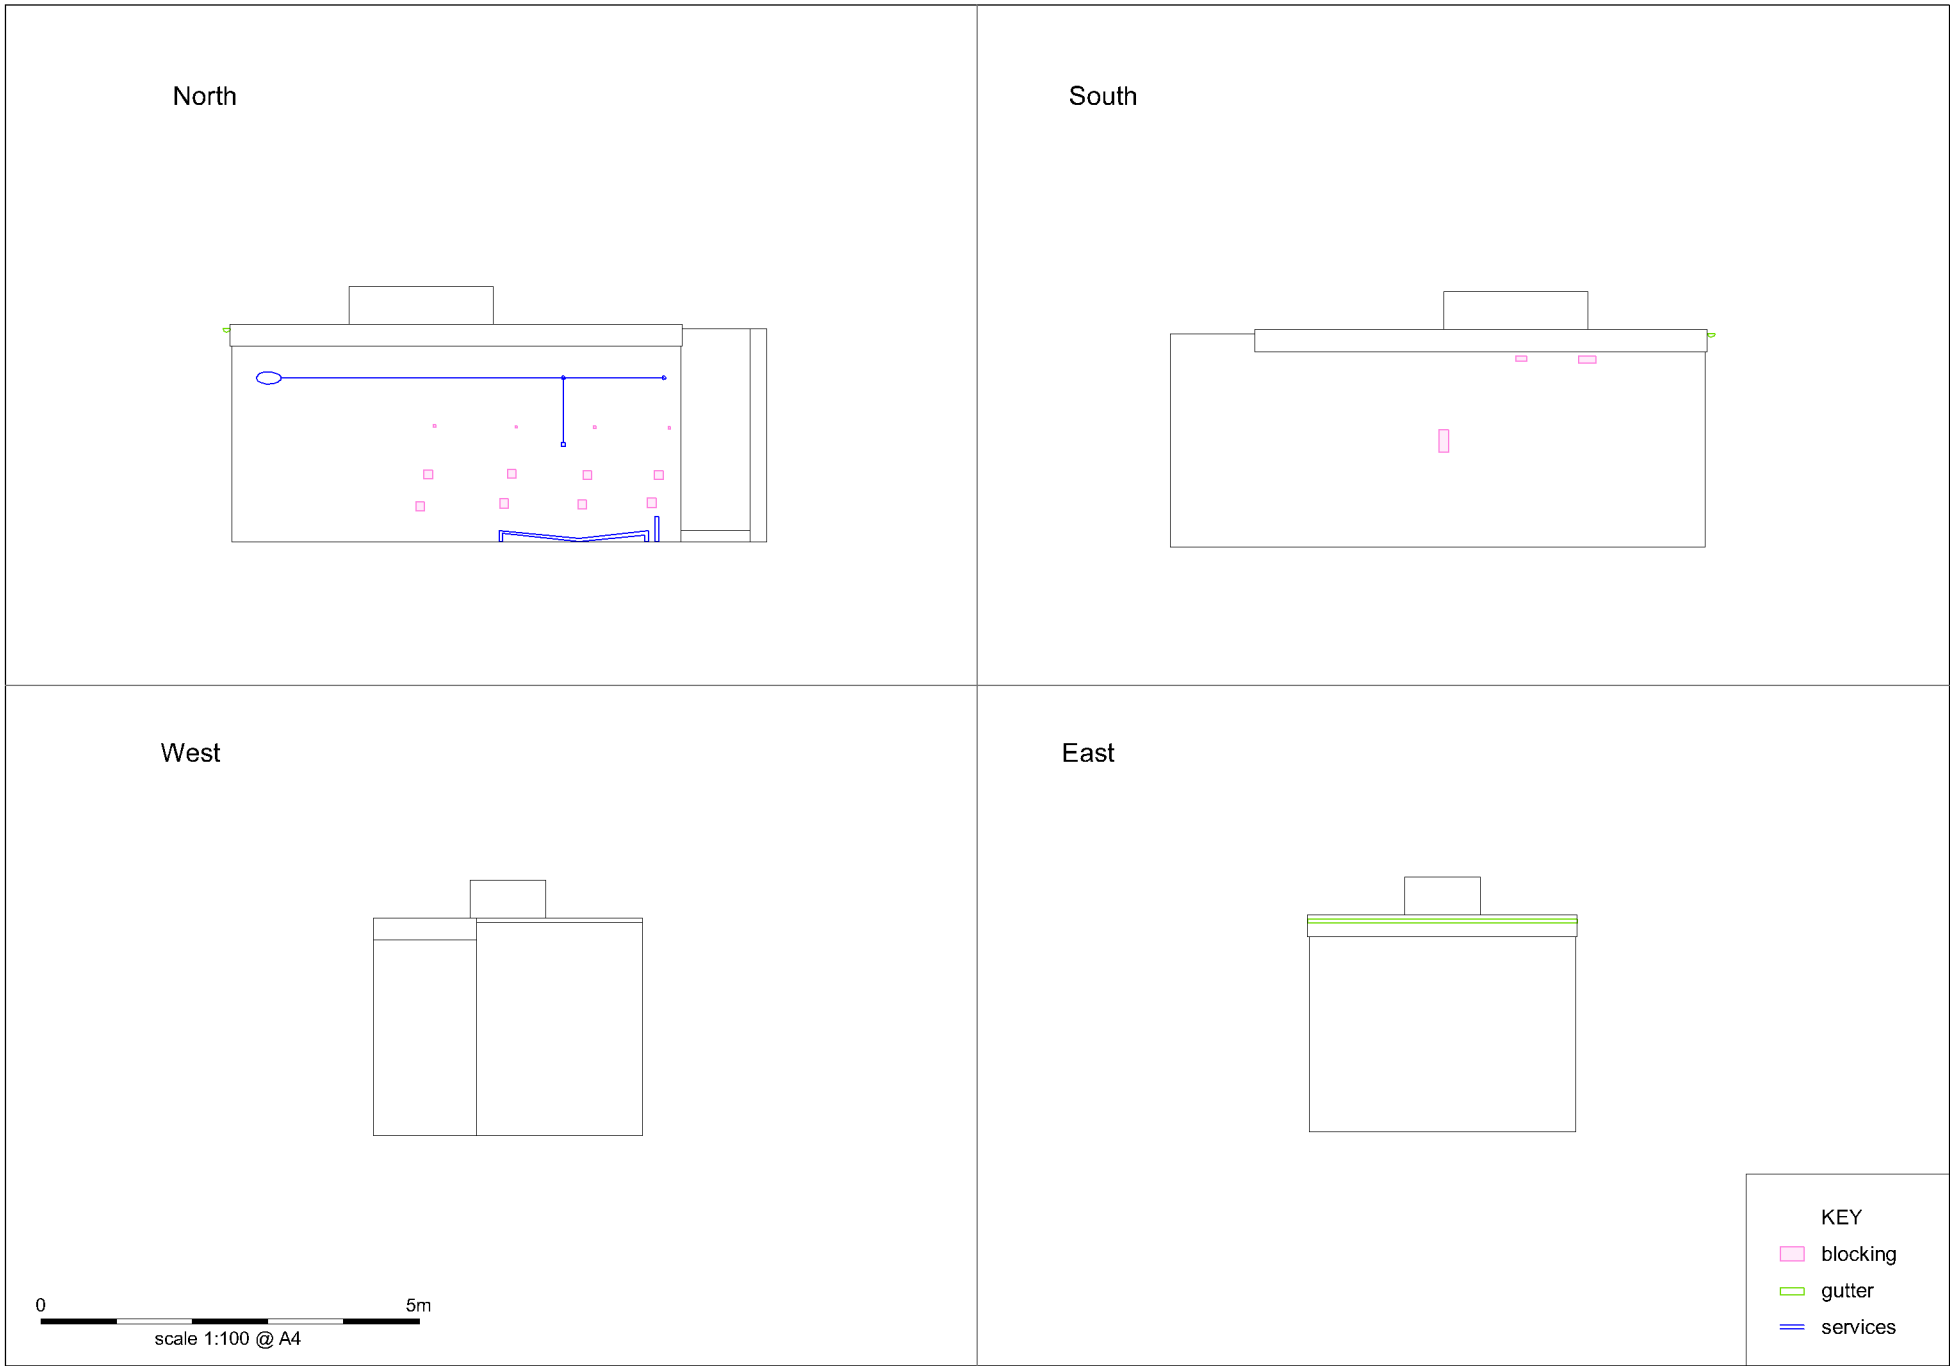 North
South
West
East
KEY
blocking
gutter
services
0 5m
scale 1:100 @ A4